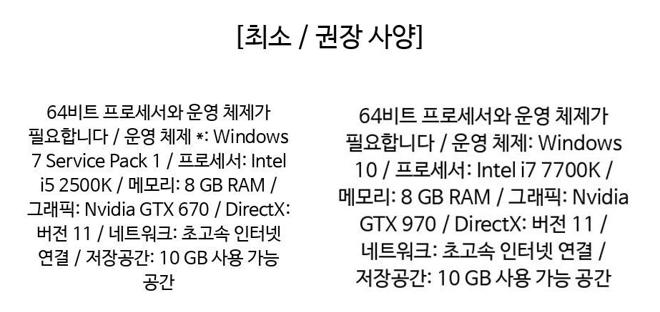 [최소 / 권장 사양]
64비트 프로세서와 운영 체제가
필요합니다 / 운영 체제 *: Windows
7 Service Pack 1 / 프로세서: Intel
i5 2500K / 메모리: 8 GB RAM /
그래픽: Nvidia GTX 670 / DirectX:
버전 11 / 네트워크: 초고속 인터넷
연결 / 저장공간: 10 GB 사용 가능
공간
64비트 프로세서와 운영 체제가
필요합니다 / 운영 체제: Windows
10 / 프로세서: Intel i7 7700K /
메모리: 8 GB RAM / 그래픽: Nvidia
GTX 970 / DirectX: 버전 11 /
네트워크: 초고속 인터넷 연결 /
저장공간: 10 GB 사용 가능 공간